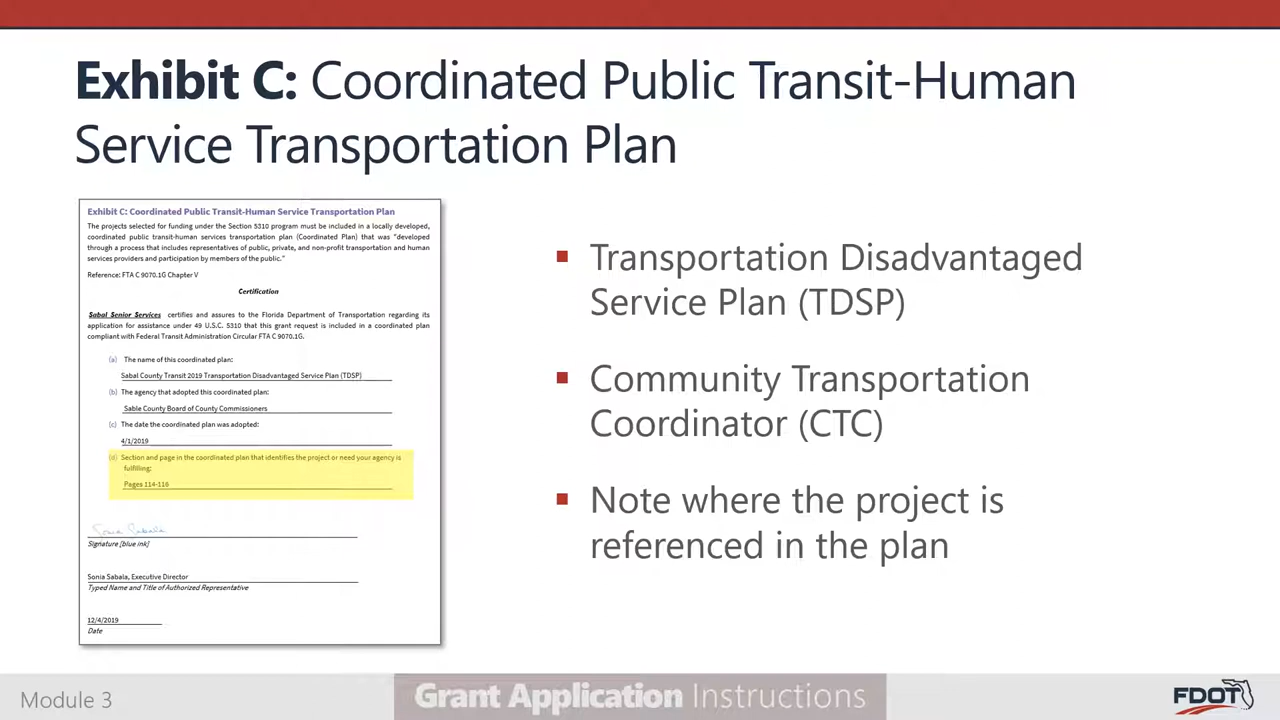 Exhibit C: Coordinated Public Transit-Human
Service Transportation Plan
Exhibit C: Coordinated Public Transit-Human Service Transportation Plan
The projects selected for funding under the Section 5310 program must be included in a locally developed,
coordinated public transit-human services transportation plan (Coordinated Plan) that was "developed
through a process that includes representatives of public, private, and non-profit transportation and human
services providers and participation by members of the public."
Reference: FTA C 9070.1G Chapter V
Certification
Sabal Senior Services certifies and assures to the Florida Department of Transportation regarding its
application for assistance under 49 U.S.C. 5310 that this grant request is included in a coordinated plan
compliant with Federal Transit Administration Circular FTA C 9070.1G.
(a) The name of this coordinated plan:
Sabal County Transit 2019 Transportation Disadvantaged Service Plan (TDSP)
(b) The agency that adopted this coordinated plan:
Sable County Board of County Commissioners
(c) The date the coordinated plan was adopted:
4/1/2019
(d) Section and page in the coordinated plan that identifies the project or need your agency is
fulfilling:
Pages 114-116
Sonia Sabala
Signature [blue ink]
Sonia Sabala, Executive Director
Typed Name and Title of Authorized Representative
12/4/2019
Date
▪ Transportation Disadvantaged
Service Plan (TDSP)
▪ Community Transportation
Coordinator (CTC)
▪ Note where the project is
referenced in the plan
Module 3
Grant Application Instructions
FDOT